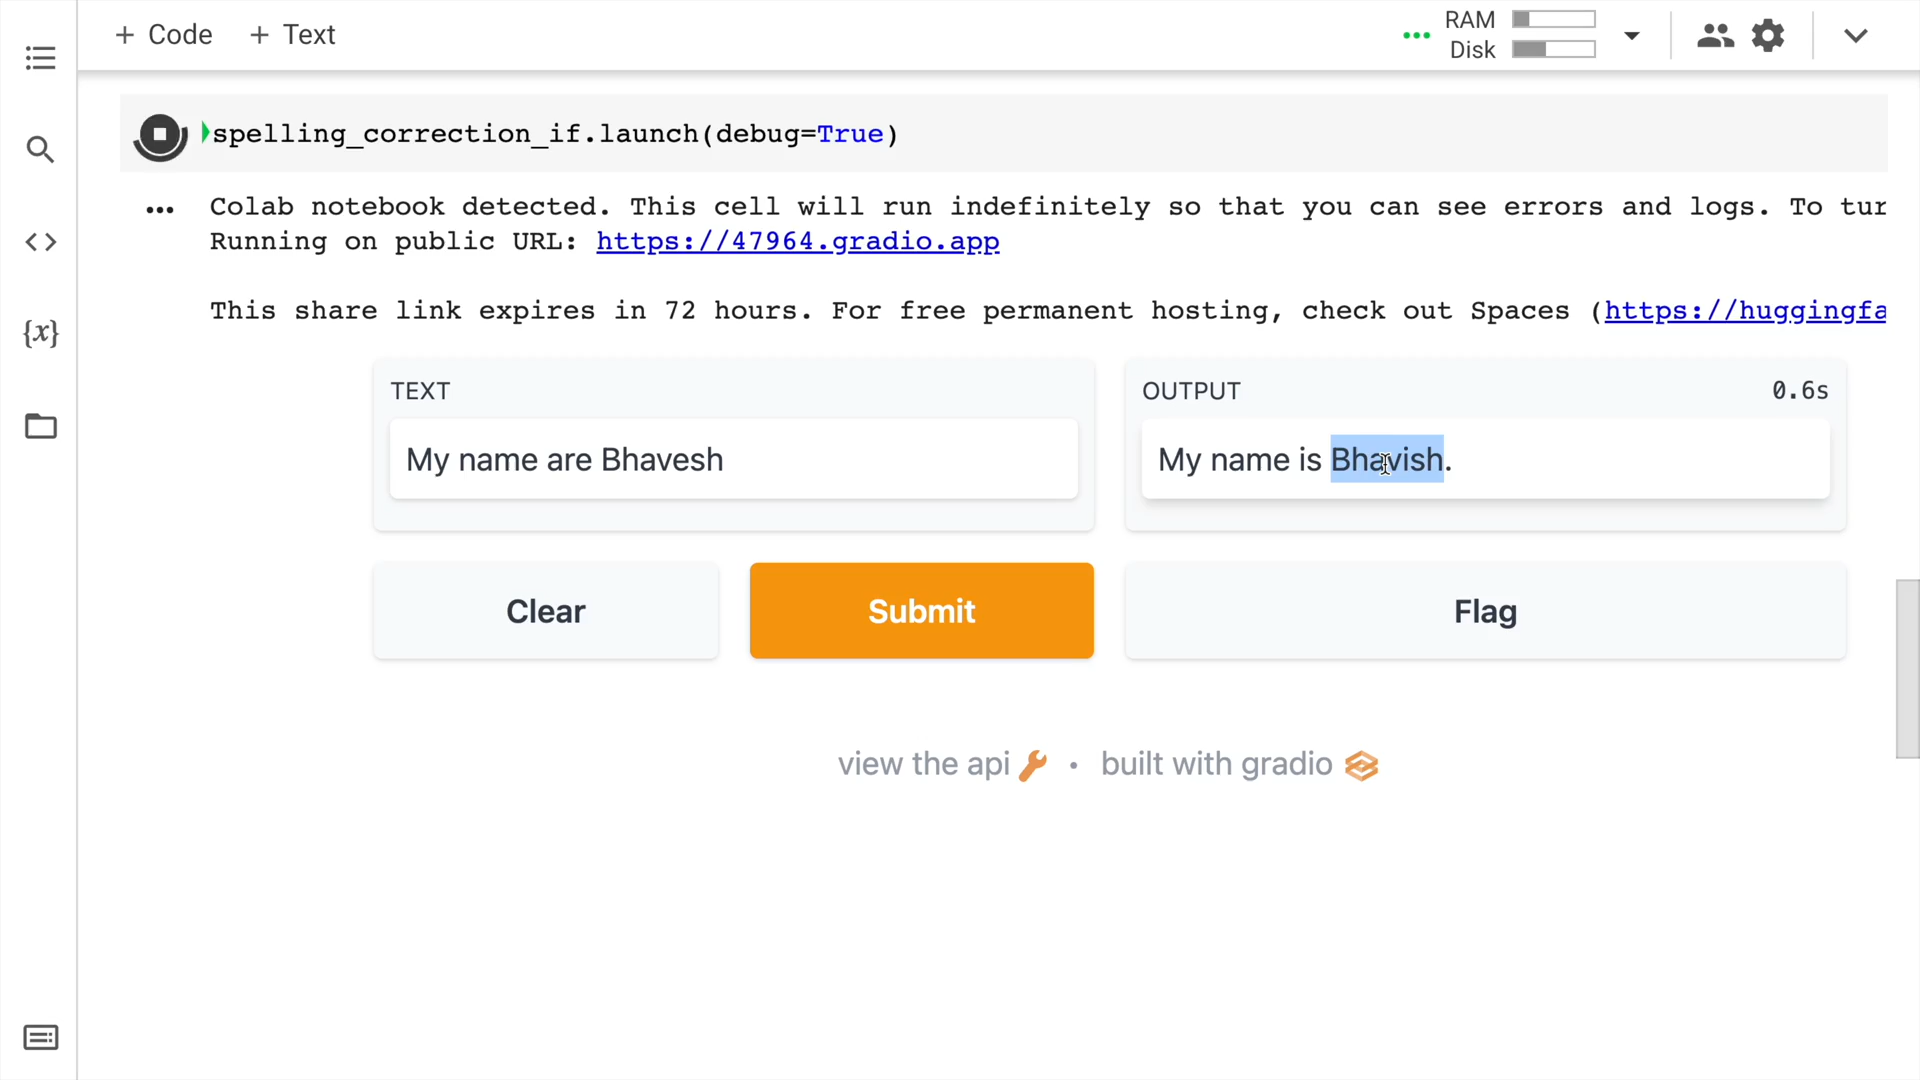 + Code + Text
RAM
Disk
spelling_correction_if.launch(debug=True)
Colab notebook detected. This cell will run indefinitely so that you can see errors and logs. To tur
Running on public URL: https://47964.gradio.app
This share link expires in 72 hours. For free permanent hosting, check out Spaces (https://huggingfa
TEXT
My name are Bhavesh
OUTPUT 0.6s
My name is Bhavish.
Clear
Submit
Flag
view the api • built with gradio